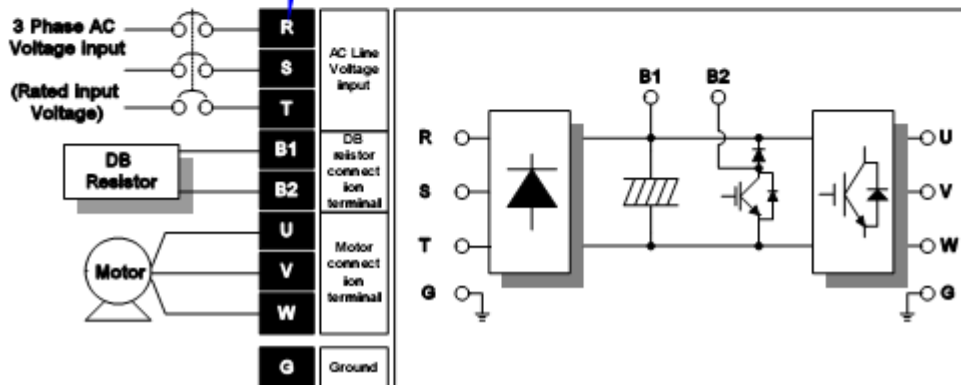 3 Phase AC
Voltage Input
(Rated Input
Voltage)
R
S
T
AC Line
Voltage
input
DB
Resistor
B1
B2
DB
reistor
connect
ion
terminal
Motor
U
V
W
Motor
connect
ion
terminal
G
Ground
B1
B2
R
S
T
G
U
V
W
G